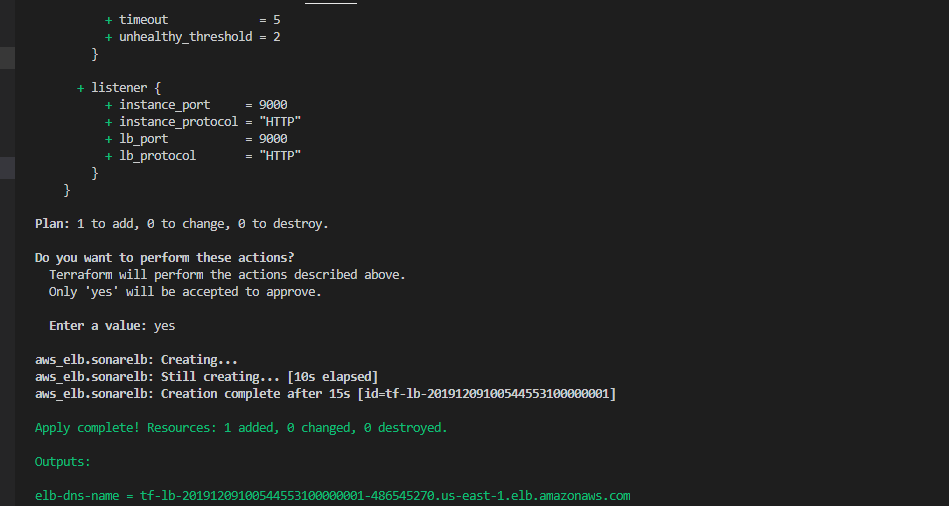 + timeout = 5
+ unhealthy_threshold = 2
}
+ listener {
+ instance_port = 9000
+ instance_protocol = "HTTP"
+ lb_port = 9000
+ lb_protocol = "HTTP"
}
}
Plan: 1 to add, 0 to change, 0 to destroy.
Do you want to perform these actions?
Terraform will perform the actions described above.
Only 'yes' will be accepted to approve.
Enter a value: yes
aws_elb.sonarelb: Creating...
aws_elb.sonarelb: Still creating... [10s elapsed]
aws_elb.sonarelb: Creation complete after 15s [id=tf-lb-20191209100544553100000001]
Apply complete! Resources: 1 added, 0 changed, 0 destroyed.
Outputs:
elb-dns-name = tf-lb-20191209100544553100000001-486545270.us-east-1.elb.amazonaws.com